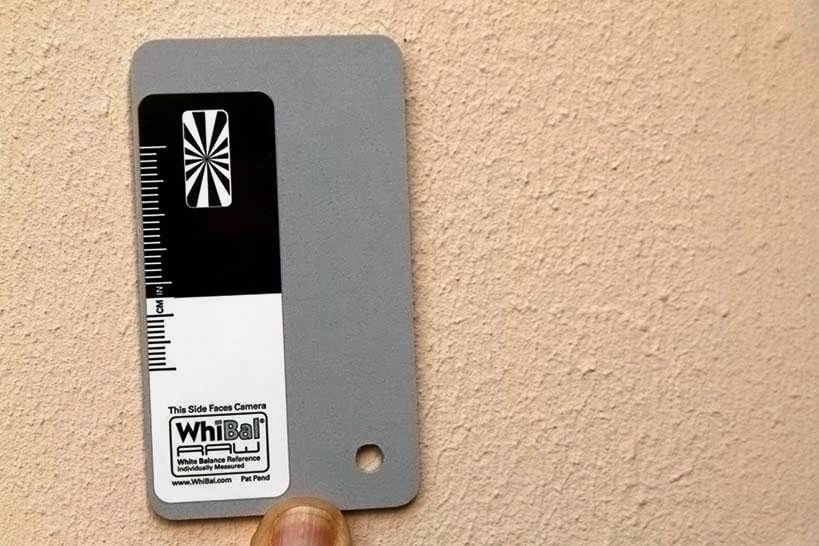 CM IN
This Side Faces Camera
WhiBal®
RAW
White Balance Reference
Individually Measured
www.WhiBal.com Pat Pend